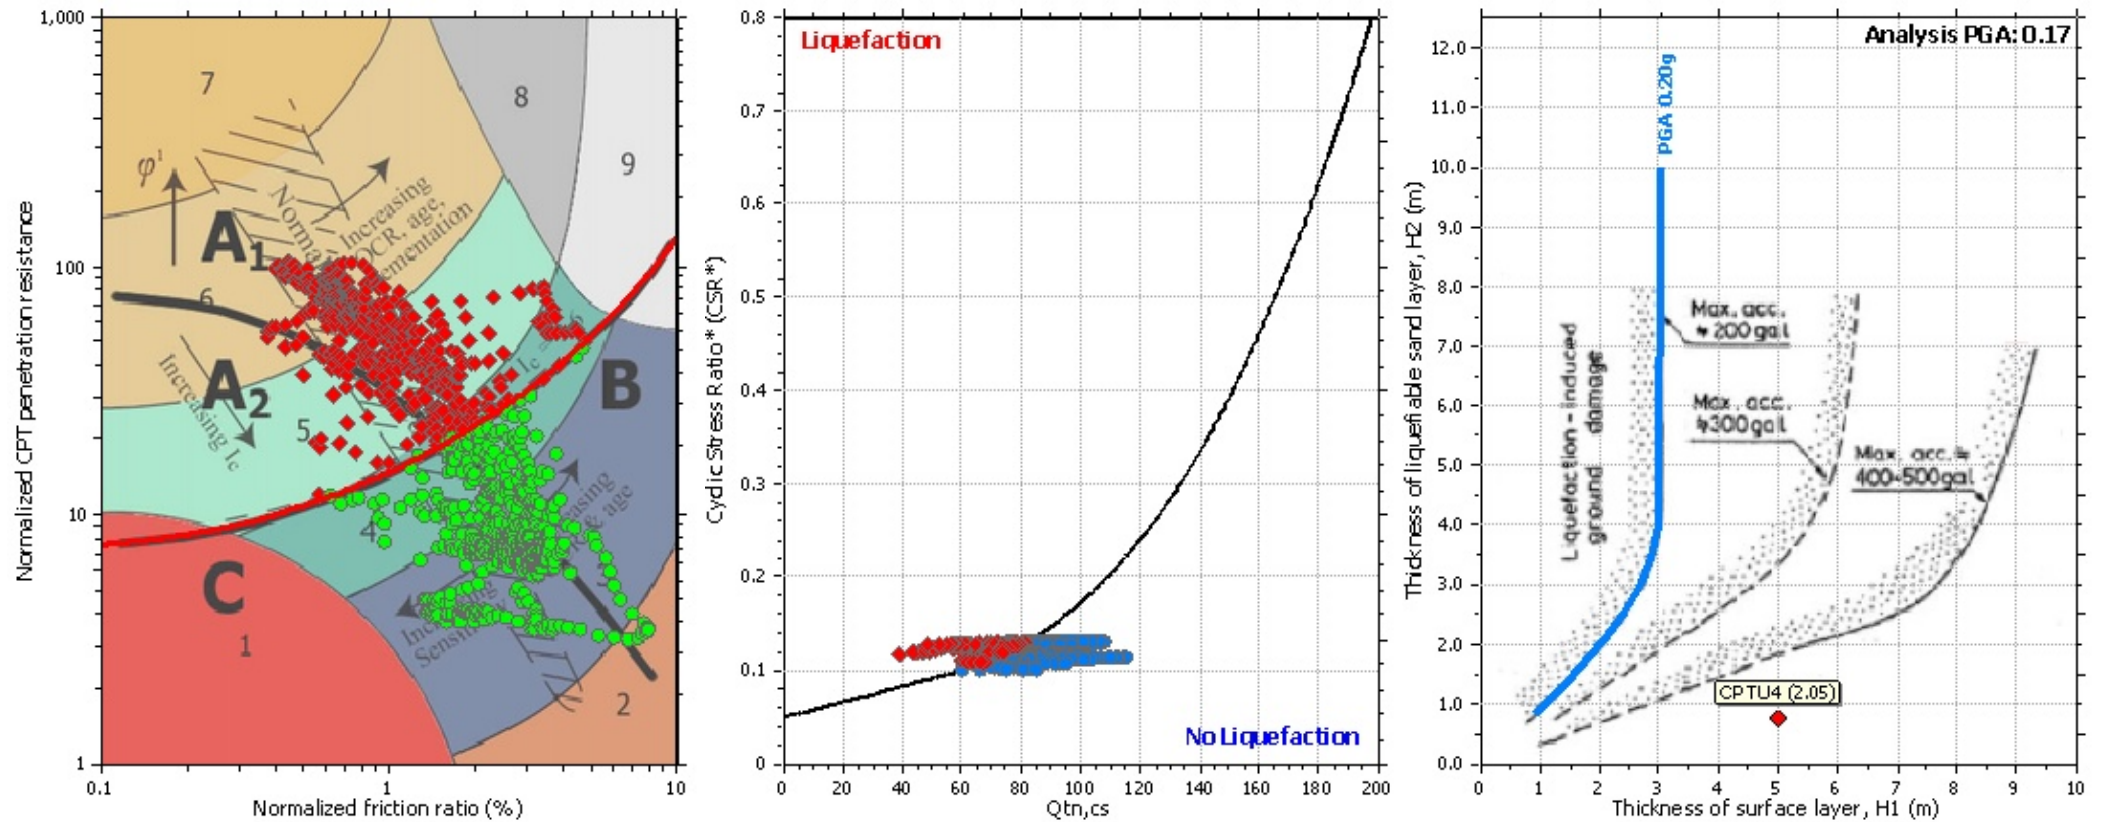 1,000
100
10
1
Normalized CPT penetration resistance
0.1
1
10
Normalized friction ratio (%)
7
8
9
φ'
A1
Increasing
OCR, age,
cementation
6
Increasing Ic
A2
5
Ic =
B
4
C
1
3
2
0.8
0.7
0.6
0.5
0.4
0.3
0.2
0.1
0
Cyclic Stress Ratio* (CSR*)
Liquefaction
No Liquefaction
0 20 40 60 80 100 120 140 160 180 200
Qtn,cs
Analysis PGA: 0.17
12.0
11.0
10.0
9.0
8.0
7.0
6.0
5.0
4.0
3.0
2.0
1.0
0.0
Thickness of liquefiable sand layer, H2 (m)
PGA 0.20g
Max. acc.
≒ 200 gal
Max. acc.
≒300gal
Max. acc. ≒
400~500gal
Liquefaction - induced
ground damage
CPTU4 (2.05)
0 1 2 3 4 5 6 7 8 9 10
Thickness of surface layer, H1 (m)